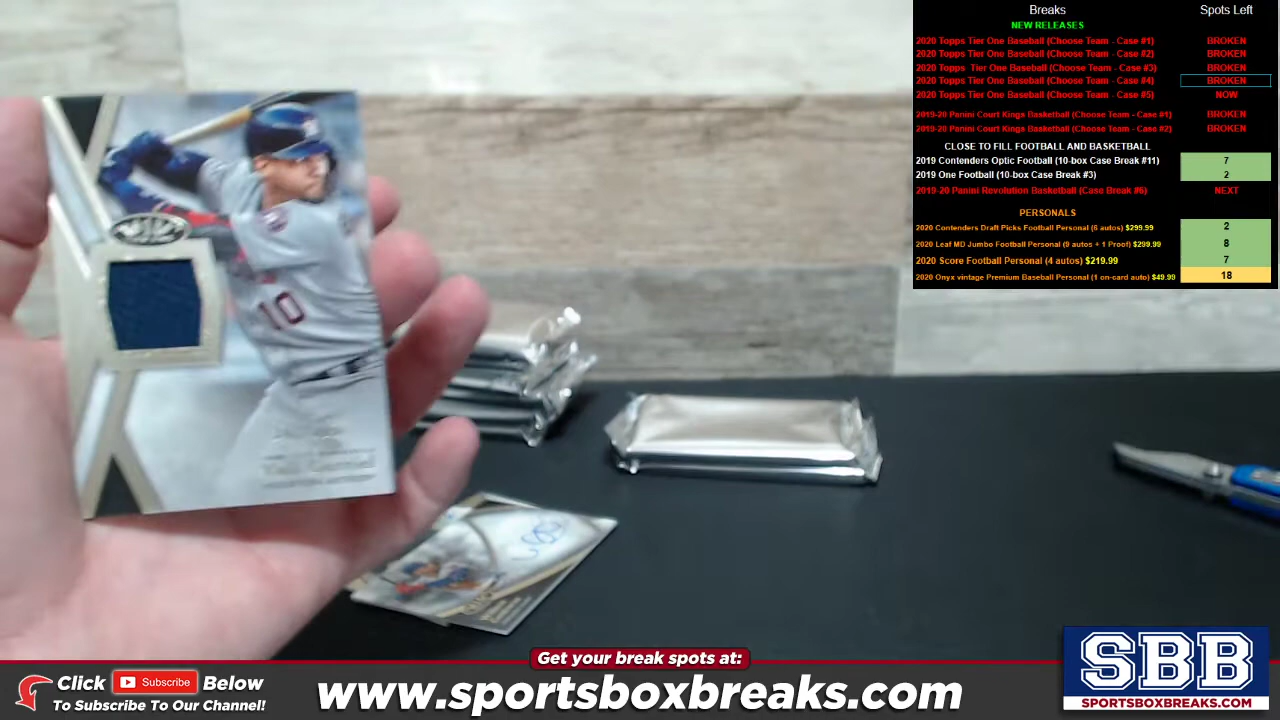 Breaks Spots Left
NEW RELEASES
2020 Topps Tier One Baseball (Choose Team - Case #1) BROKEN
2020 Topps Tier One Baseball (Choose Team - Case #2) BROKEN
2020 Topps Tier One Baseball (Choose Team - Case #3) BROKEN
2020 Topps Tier One Baseball (Choose Team - Case #4) BROKEN
2020 Topps Tier One Baseball (Choose Team - Case #5) NOW
2019-20 Panini Court Kings Basketball (Choose Team - Case #1) BROKEN
2019-20 Panini Court Kings Basketball (Choose Team - Case #2) BROKEN
CLOSE TO FILL FOOTBALL AND BASKETBALL
2019 Contenders Optic Football (10-box Case Break #11) 7
2019 One Football (10-box Case Break #3) 2
2019-20 Panini Revolution Basketball (Case Break #6) NEXT
PERSONALS
2020 Contenders Draft Picks Football Personal (6 autos) $299.99 2
2020 Leaf MD Jumbo Football Personal (9 autos + 1 Proof) $299.99 8
2020 Score Football Personal (4 autos) $219.99 7
2020 Onyx vintage Premium Baseball Personal (1 on-card auto) $49.99 18
10
Get your break spots at:
Click Subscribe Below
To Subscribe To Our Channel!
www.sportsboxbreaks.com
SBB
SPORTSBOXBREAKS.COM